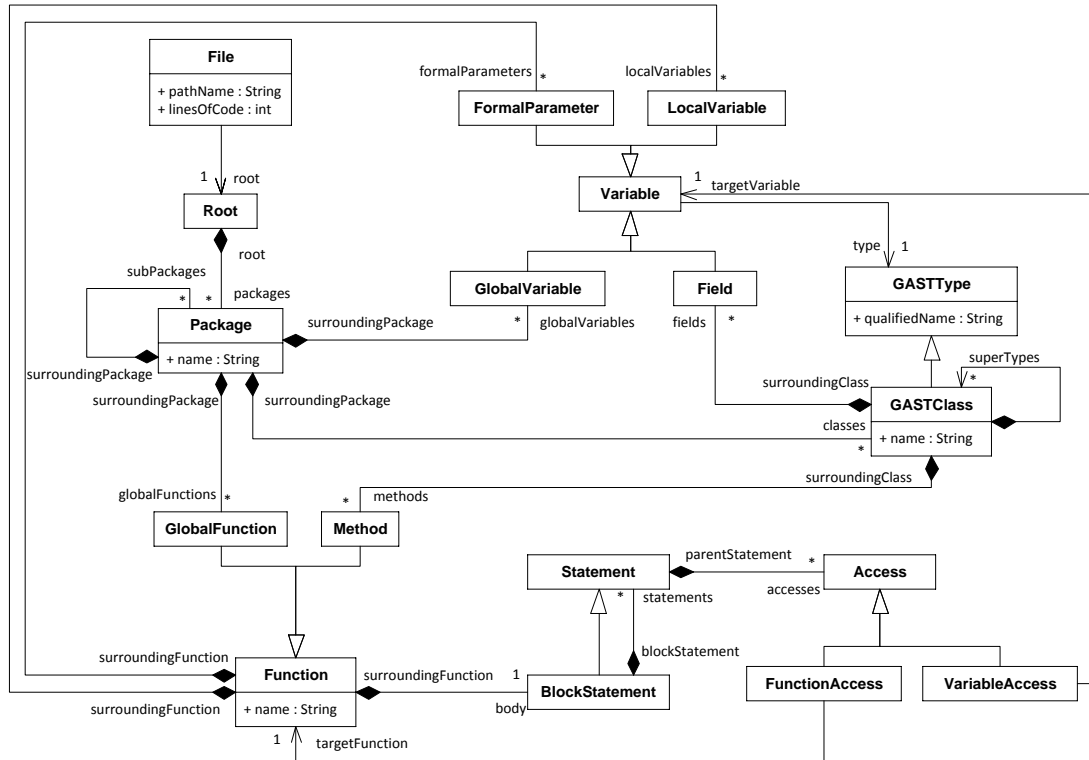 File
+ pathName : String
+ linesOfCode : int
formalParameters
*
localVariables
*
FormalParameter
LocalVariable
1
root
Root
Variable
1
targetVariable
root
type
1
subPackages
*
*
packages
GlobalVariable
*
globalVariables
Field
fields
*
GASTType
+ qualifiedName : String
Package
+ name : String
surroundingPackage
surroundingPackage
surroundingPackage
surroundingPackage
superTypes
*
surroundingClass
GASTClass
+ name : String
classes
*
surroundingClass
globalFunctions
*
*
methods
GlobalFunction
Method
Statement
parentStatement
*
accesses
Access
*
statements
blockStatement
surroundingFunction
Function
+ name : String
surroundingFunction
surroundingFunction
1
body
BlockStatement
FunctionAccess
VariableAccess
1
targetFunction